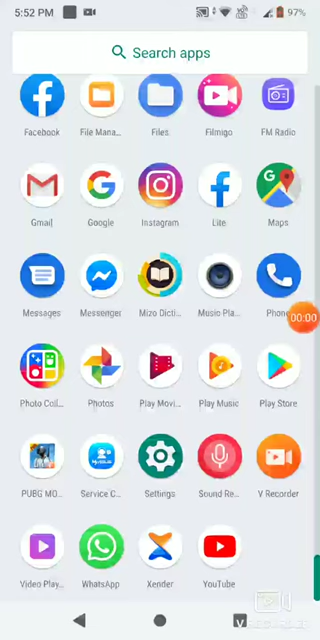 5:52 PM 97%
Search apps
Facebook File Mana... Files Filmigo FM Radio
Gmail Google Instagram Lite Maps
Messages Messenger Mizo Dicti... Music Pla... Phone
00:00
Photo Coll... Photos Play Movi... Play Music Play Store
PUBG MO... Service C... Settings Sound Re... V Recorder
Video Play... WhatsApp Xender YouTube